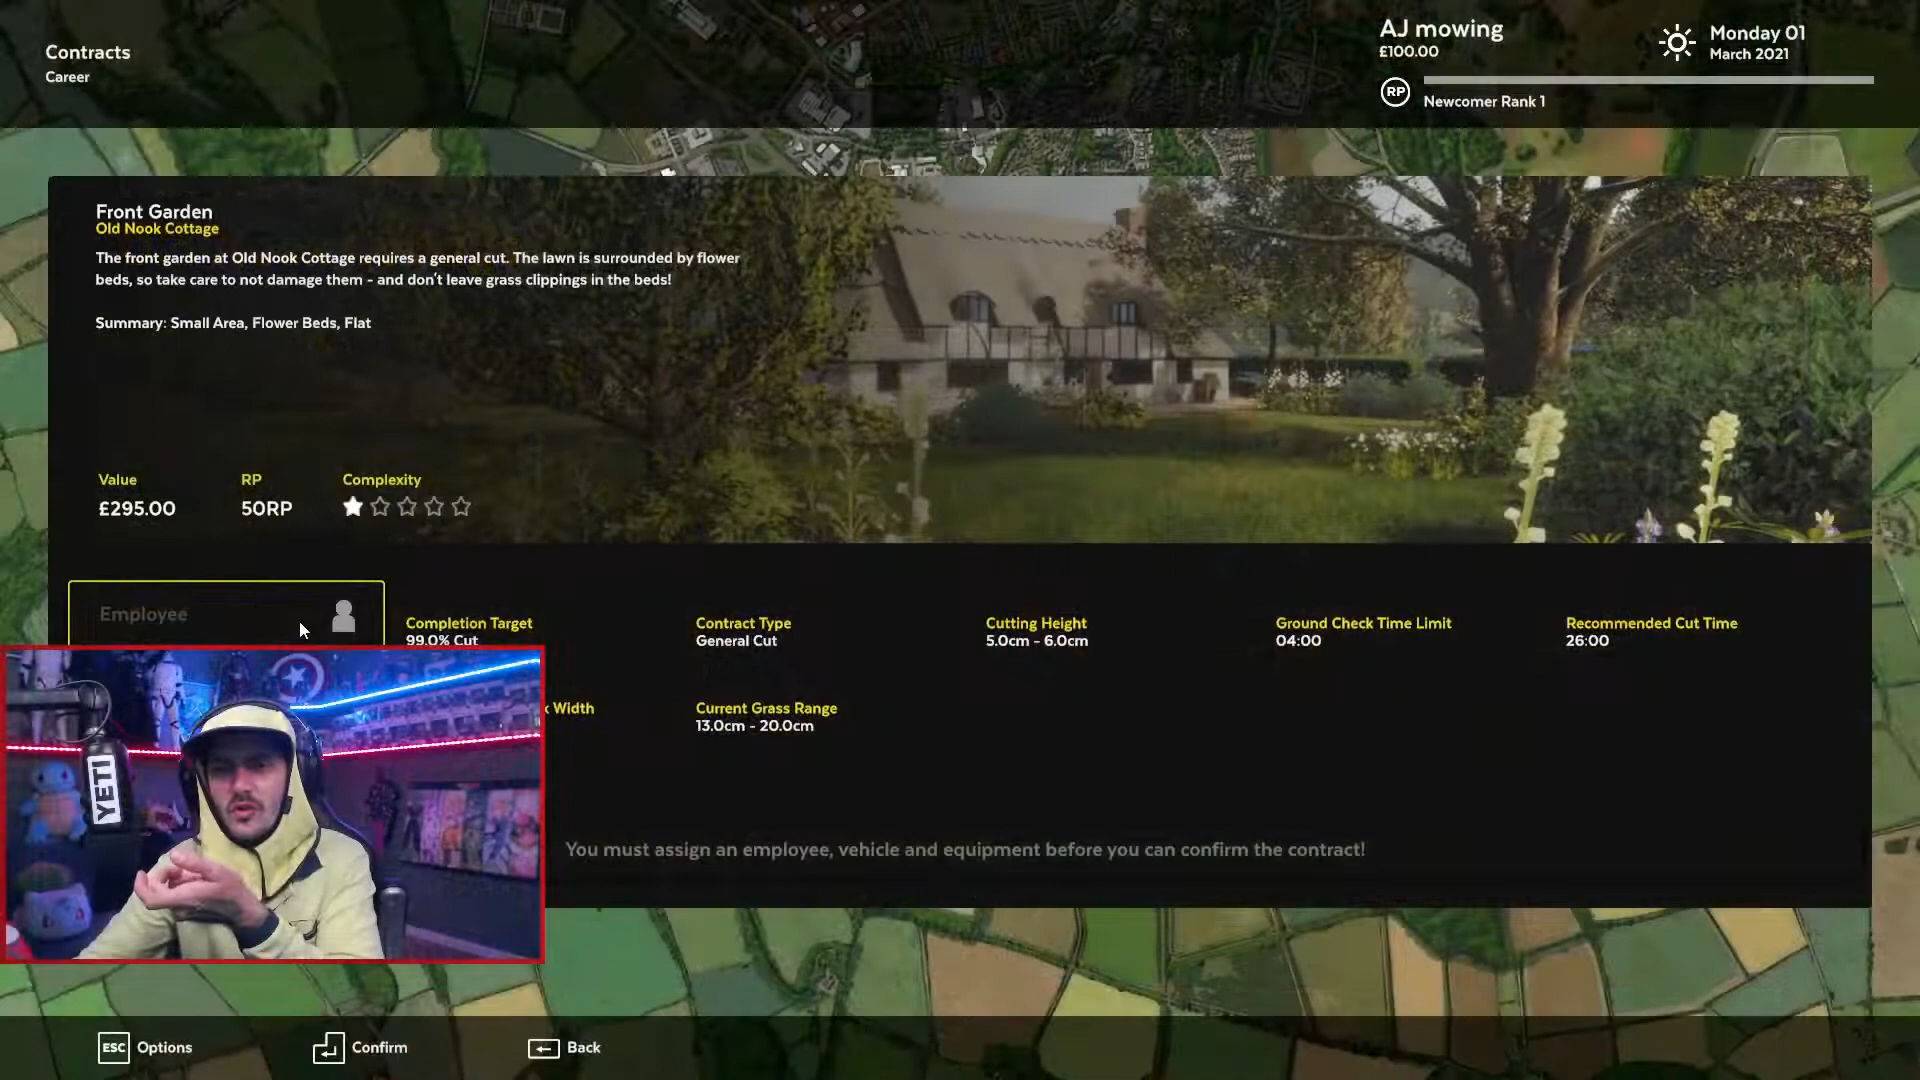 Contracts
Career
AJ mowing
£100.00
Monday 01
March 2021
RP
Newcomer Rank 1
Front Garden
Old Nook Cottage
The front garden at Old Nook Cottage requires a general cut. The lawn is surrounded by flower
beds, so take care to not damage them - and don't leave grass clippings in the beds!
Summary: Small Area, Flower Beds, Flat
Value
RP
Complexity
£295.00
50RP
Employee
Completion Target
99.0% Cut
Contract Type
General Cut
Cutting Height
5.0cm - 6.0cm
Ground Check Time Limit
04:00
Recommended Cut Time
26:00
Width
Current Grass Range
13.0cm - 20.0cm
YETI
You must assign an employee, vehicle and equipment before you can confirm the contract!
ESC Options
Confirm
Back